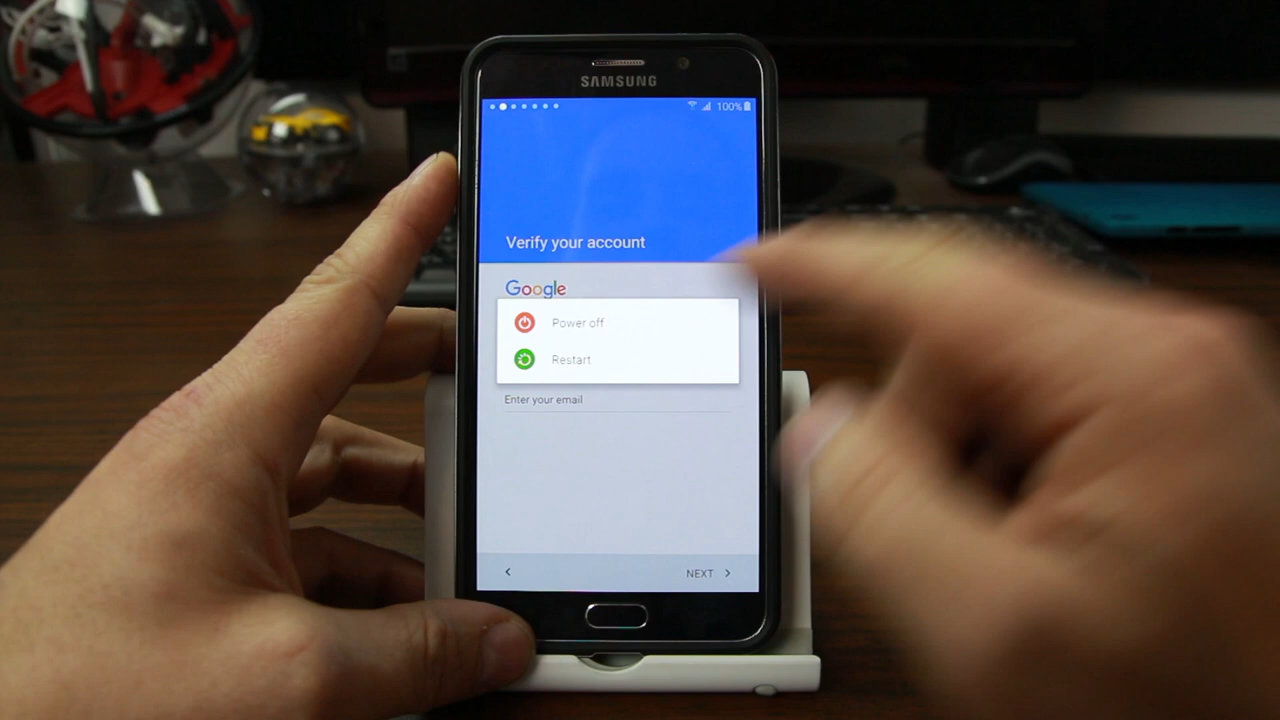 SAMSUNG
100%
Verify your account
Google
Power off
Restart
Enter your email
NEXT